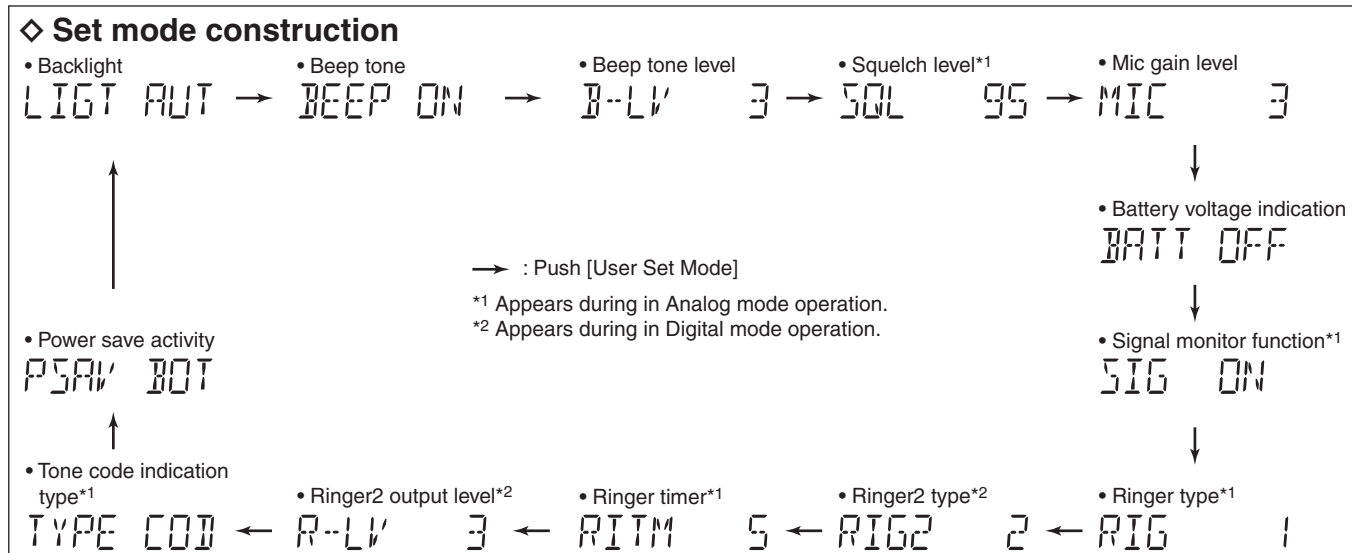 ◇ Set mode construction
• Backlight
LIGT AUT
• Beep tone
BEEP ON
• Beep tone level
B-LV 3
• Squelch level*1
SQL 95
• Mic gain level
MIC 3
• Battery voltage indication
BATT OFF
• Signal monitor function*1
SIG ON
• Ringer type*1
RIG 1
• Ringer2 type*2
RIG2 2
• Ringer timer*1
RITM 5
• Ringer2 output level*2
R-LV 3
• Tone code indication
type*1
TYPE COD
• Power save activity
PSAV BOT
→ : Push [User Set Mode]
*1 Appears during in Analog mode operation.
*2 Appears during in Digital mode operation.